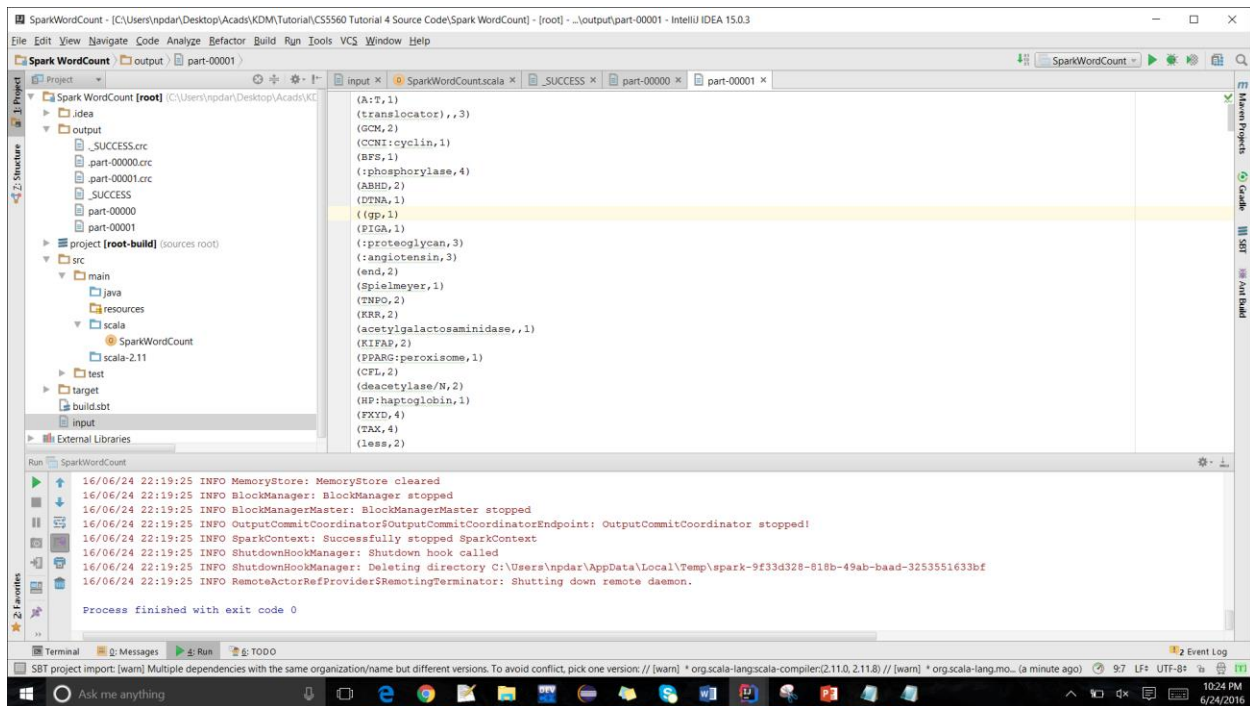 SparkWordCount - [C:\Users\npdar\Desktop\Acads\KDM\Tutorial\CS5560 Tutorial 4 Source Code\Spark WordCount] - [root] - ...\output\part-00001 - IntelliJ IDEA 15.0.3
File Edit View Navigate Code Analyze Refactor Build Run Tools VCS Window Help
Spark WordCount output part-00001
SparkWordCount
Project
input SparkWordCount.scala _SUCCESS part-00000 part-00001
1: Project
Z: Structure
2: Favorites
Spark WordCount [root] (C:\Users\npdar\Desktop\Acads\KD
.idea
output
._SUCCESS.crc
.part-00000.crc
.part-00001.crc
_SUCCESS
part-00000
part-00001
project [root-build] (sources root)
src
main
java
resources
scala
SparkWordCount
scala-2.11
test
target
build.sbt
input
External Libraries
(A:T,1)
(translocator),,3)
(GCM,2)
(CCNI:cyclin,1)
(BFS,1)
(:phosphorylase,4)
(ABHD,2)
(DTNA,1)
((gp,1)
(PIGA,1)
(:proteoglycan,3)
(:angiotensin,3)
(end,2)
(Spielmeyer,1)
(TNPO,2)
(KRR,2)
(acetylgalactosaminidase,,1)
(KIFAP,2)
(PPARG:peroxisome,1)
(CFL,2)
(deacetylase/N,2)
(HP:haptoglobin,1)
(FXYD,4)
(TAX,4)
(less,2)
Maven Projects
Gradle
SBT
Ant Build
Run SparkWordCount
16/06/24 22:19:25 INFO MemoryStore: MemoryStore cleared
16/06/24 22:19:25 INFO BlockManager: BlockManager stopped
16/06/24 22:19:25 INFO BlockManagerMaster: BlockManagerMaster stopped
16/06/24 22:19:25 INFO OutputCommitCoordinator$OutputCommitCoordinatorEndpoint: OutputCommitCoordinator stopped!
16/06/24 22:19:25 INFO SparkContext: Successfully stopped SparkContext
16/06/24 22:19:25 INFO ShutdownHookManager: Shutdown hook called
16/06/24 22:19:25 INFO ShutdownHookManager: Deleting directory C:\Users\npdar\AppData\Local\Temp\spark-9f33d328-818b-49ab-baad-3253551633bf
16/06/24 22:19:25 INFO RemoteActorRefProvider$RemotingTerminator: Shutting down remote daemon.
Process finished with exit code 0
Terminal 0: Messages 4: Run 6: TODO 2 Event Log
SBT project import: [warn] Multiple dependencies with the same organization/name but different versions. To avoid conflict, pick one version: // [warn] * org.scala-lang:scala-compiler:(2.11.0, 2.11.8) // [warn] * org.scala-lang.mo... (a minute ago) 9:7 LF÷ UTF-8÷
Ask me anything
10:24 PM
6/24/2016